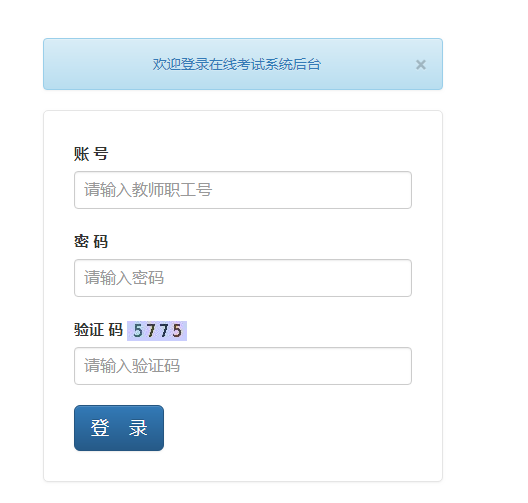 欢迎登录在线考试系统后台 ×
账 号
请输入教师职工号
密 码
请输入密码
验证 码 5775
请输入验证码
登 录